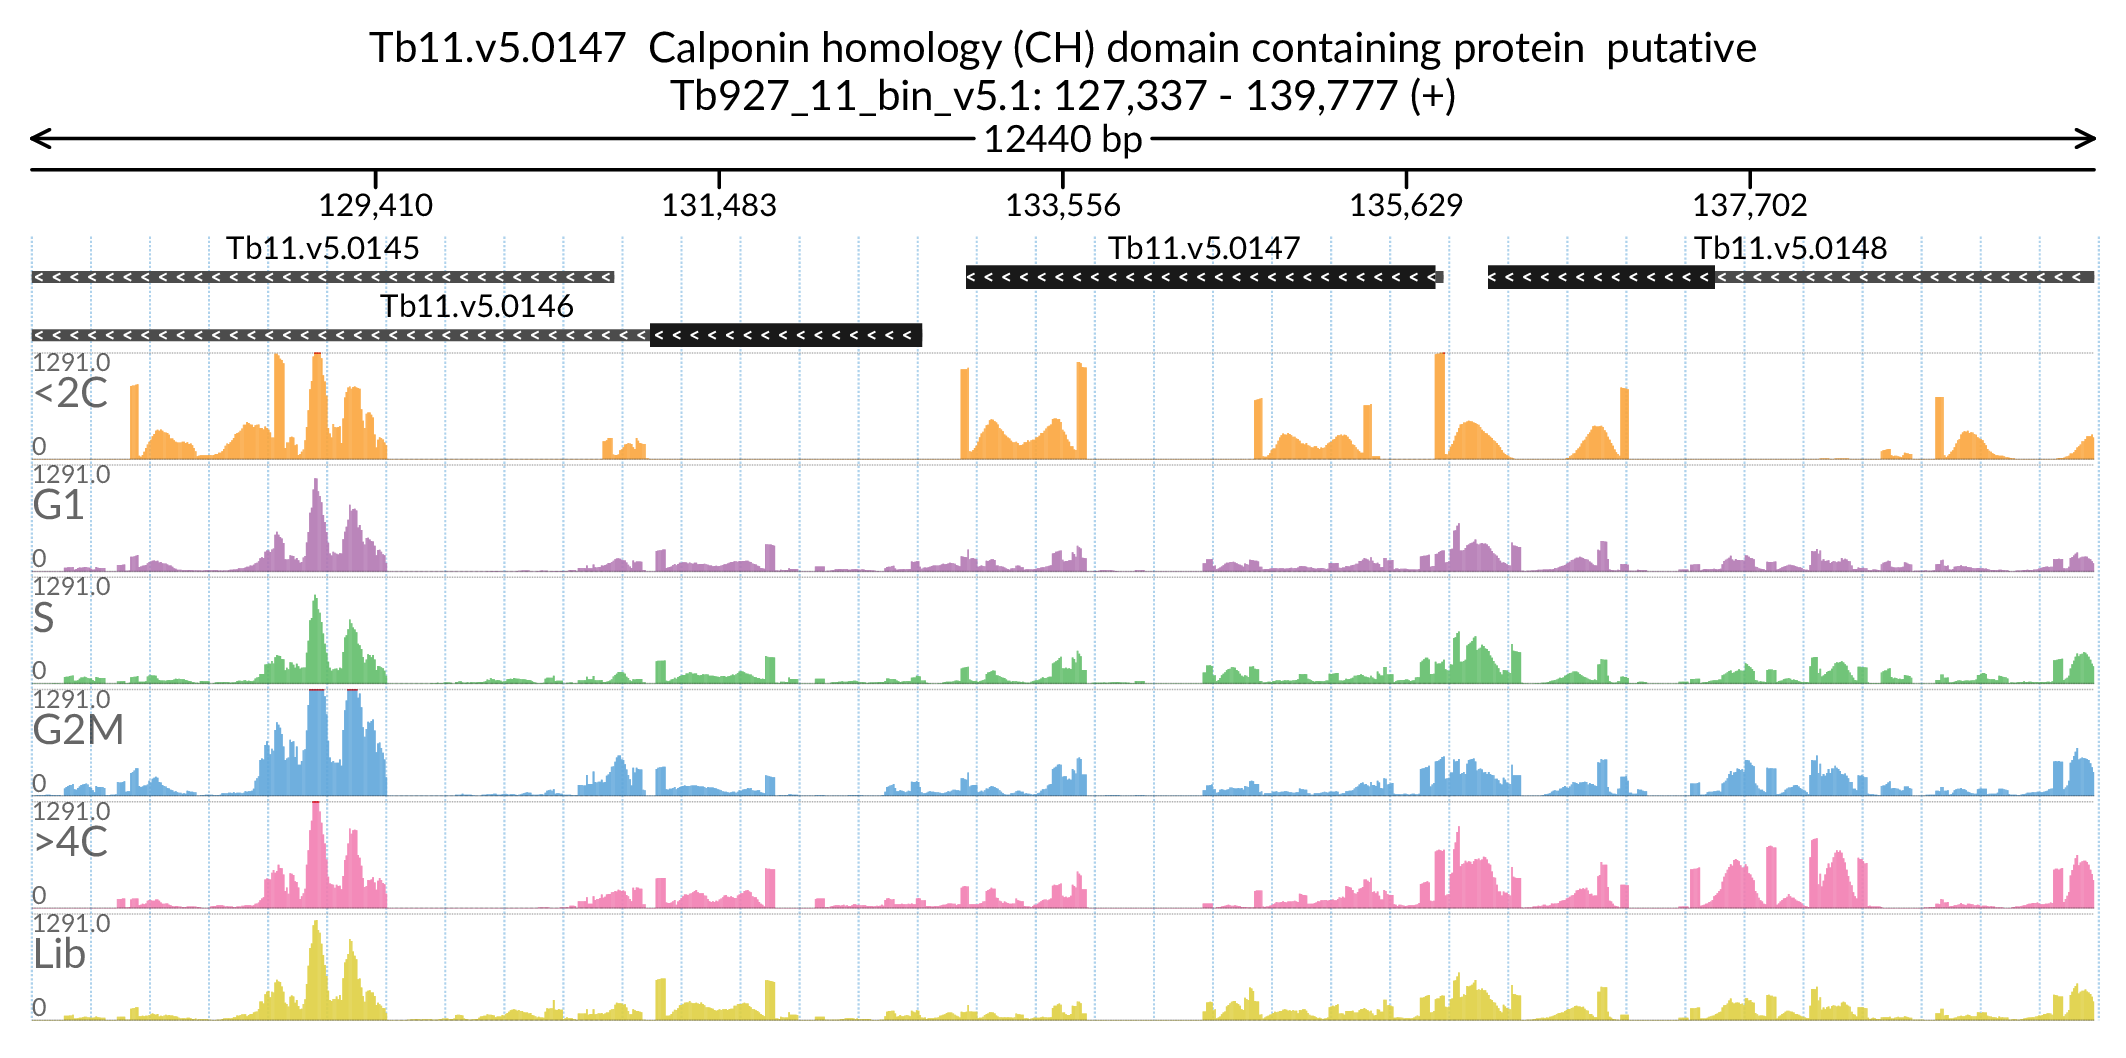 Tb11.v5.0147  Calponin homology (CH) domain containing protein  putative
Tb927_11_bin_v5.1: 127,337 - 139,777 (+)
12440 bp
129,410 131,483 133,556 135,629 137,702
Tb11.v5.0145 Tb11.v5.0147 Tb11.v5.0148
Tb11.v5.0146
1291.0
<2C
0
1291.0
G1
0
1291.0
S
0
1291.0
G2M
0
1291.0
>4C
0
1291.0
Lib
0